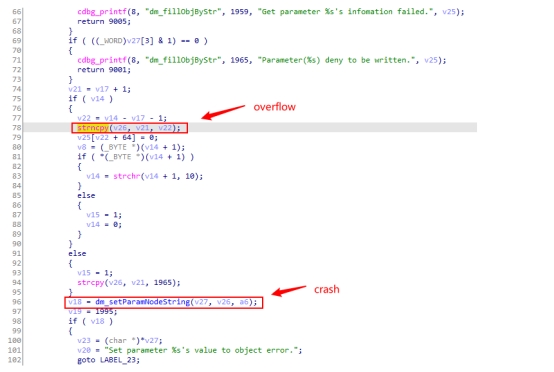 66 cdbg_printf(8, "dm_fillObjByStr", 1959, "Get parameter %s's infomation failed.", v25);
67 return 9005;
68 }
69 if ( ((_WORD)v27[3] & 1) == 0 )
70 {
71 cdbg_printf(8, "dm_fillObjByStr", 1965, "Parameter(%s) deny to be written.", v25);
72 return 9001;
73 }
74 v21 = v17 + 1;
75 if ( v14 )
76 {
77 v22 = v14 - v17 - 1;
overflow
78 strncpy(v26, v21, v22);
79 v25[v22 + 64] = 0;
80 v8 = (_BYTE *)(v14 + 1);
81 if ( *(_BYTE *)(v14 + 1) )
82 {
83 v14 = strchr(v14 + 1, 10);
84 }
85 else
86 {
87 v15 = 1;
88 v14 = 0;
89 }
90 }
91 else
92 {
93 v15 = 1;
94 strcpy(v26, v21, 1965);
95 }
crash
96 v18 = dm_setParamNodeString(v27, v26, a6);
97 v19 = 1995;
98 if ( v18 )
99 {
100 v23 = (char *)*v27;
101 v20 = "Set parameter %s's value to object error.";
102 goto LABEL_23;